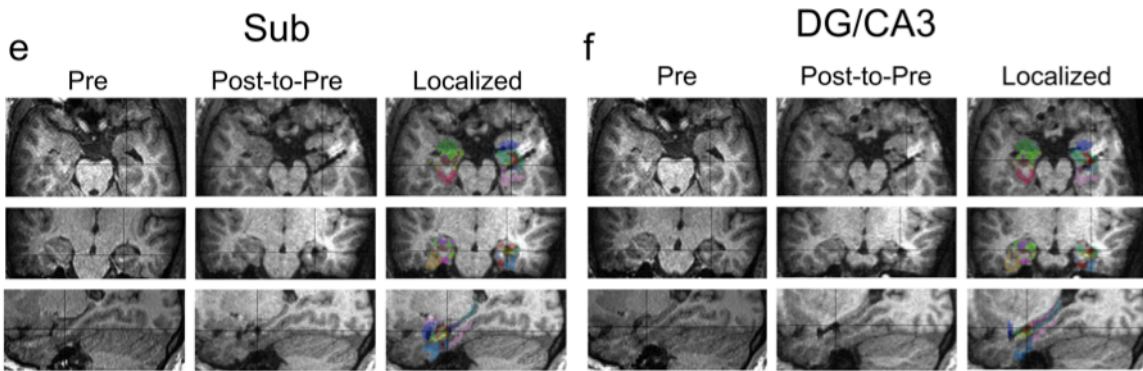 e
Sub
Pre
Post-to-Pre
Localized
f
DG/CA3
Pre
Post-to-Pre
Localized